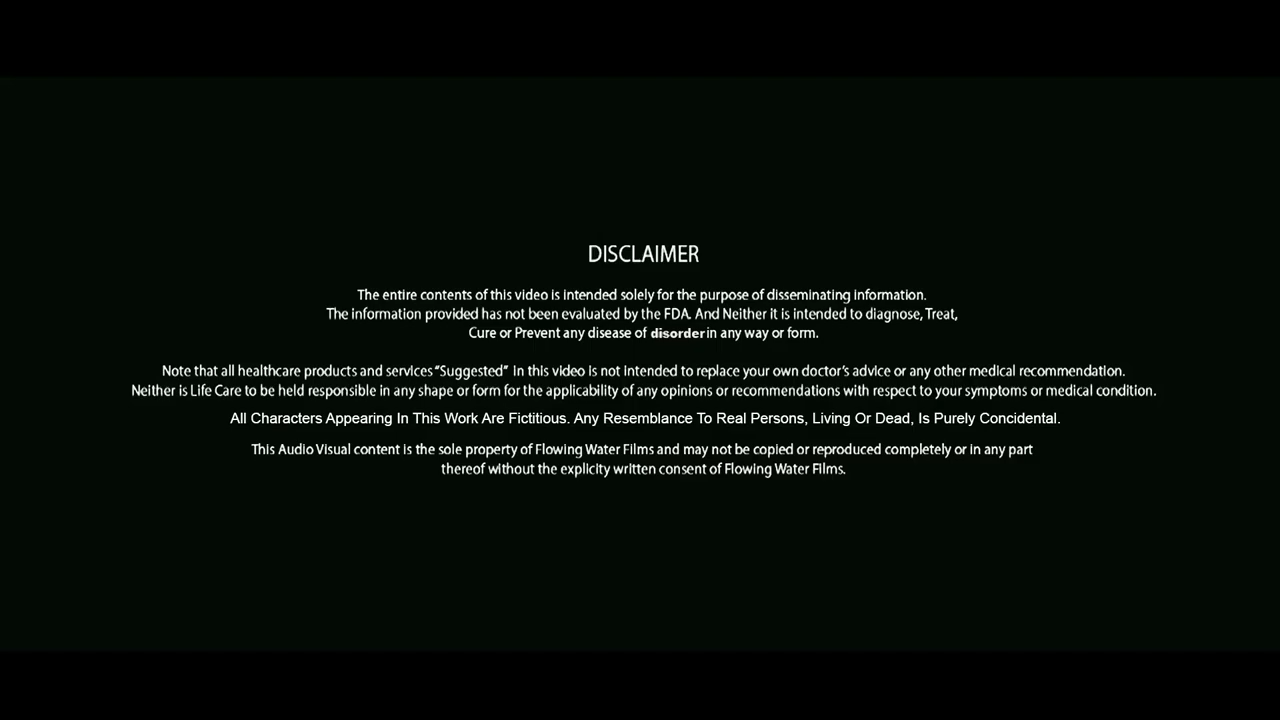 DISCLAIMER
The entire contents of this video is intended solely for the purpose of disseminating information.
The information provided has not been evaluated by the FDA. And Neither it is intended to diagnose, Treat,
Cure or Prevent any disease of disorder in any way or form.
Note that all healthcare products and services “Suggested” In this video is not intended to replace your own doctor’s advice or any other medical recommendation.
Neither is Life Care to be held responsible in any shape or form for the applicability of any opinions or recommendations with respect to your symptoms or medical condition.
All Characters Appearing In This Work Are Fictitious. Any Resemblance To Real Persons, Living Or Dead, Is Purely Concidental.
This Audio Visual content is the sole property of Flowing Water Films and may not be copied or reproduced completely or in any part
thereof without the explicity written consent of Flowing Water Films.